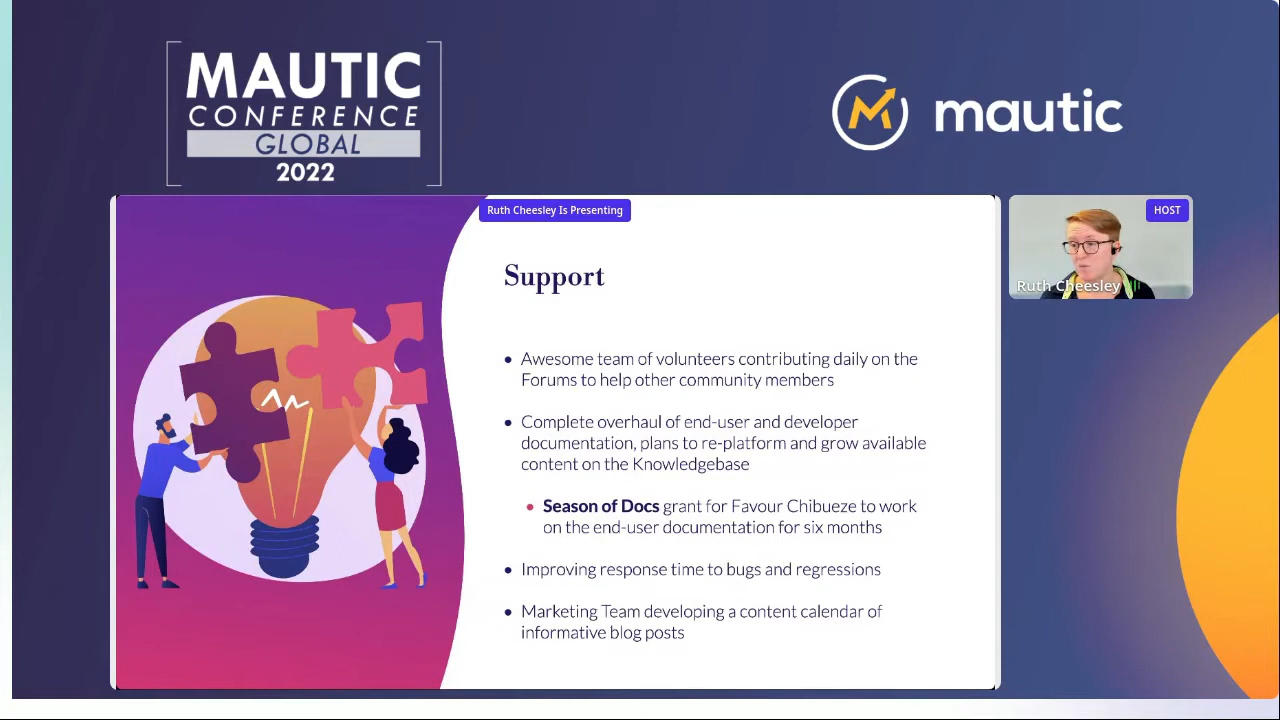 MAUTIC
CONFERENCE
GLOBAL
2022
mautic
Ruth Cheesley Is Presenting
HOST
Ruth Cheesley
Support
• Awesome team of volunteers contributing daily on the
Forums to help other community members
• Complete overhaul of end-user and developer
documentation, plans to re-platform and grow available
content on the Knowledgebase
• Season of Docs grant for Favour Chibueze to work
on the end-user documentation for six months
• Improving response time to bugs and regressions
• Marketing Team developing a content calendar of
informative blog posts